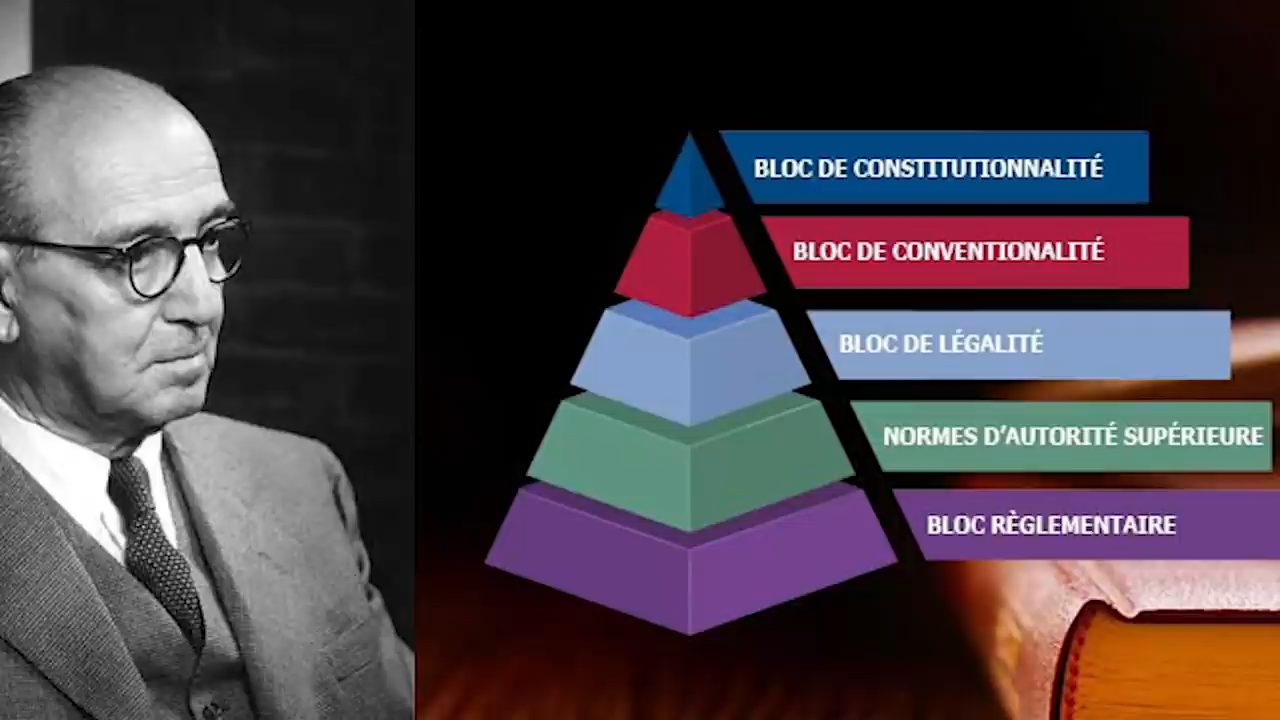 BLOC DE CONSTITUTIONNALITÉ
BLOC DE CONVENTIONALITÉ
BLOC DE LÉGALITÉ
NORMES D’AUTORITÉ SUPÉRIEURE
BLOC RÈGLEMENTAIRE